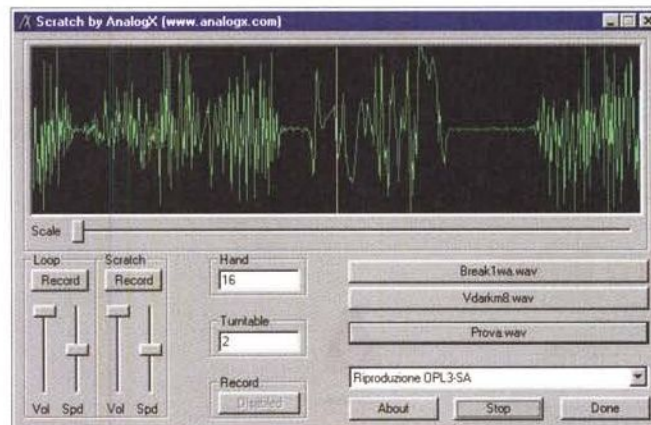 Scratch by AnalogX (www.analogx.com)
Scale
Loop
Record
Vol Spd
Scratch
Record
Vol Spd
Hand
16
Turntable
2
Record
Disabled
Break1wa.wav
Vdarkm8.wav
Prova.wav
Riproduzione OPL3-SA
About Stop Done